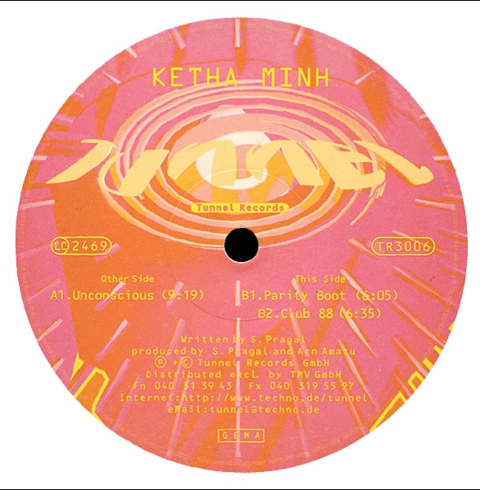 KETHA MINH
Tunnel
Tunnel Records
LC 2469
TR3006
Other Side
This Side
A1.Unconscious (9:19)
B1.Parity Boot (6:05)
B2.Club 88 (6:35)
Written by S. Pragal
produced by S. Pragal and Arn Amatu
Ⓟ + Ⓒ Tunnel Records GmbH
Distributed excl. by TMV GmbH
Fn 040 31 39 43 Fx 040 319 55 97
Internet:http://www.techno.de/tunnel
eMail:tunnel@techno.de
GEMA